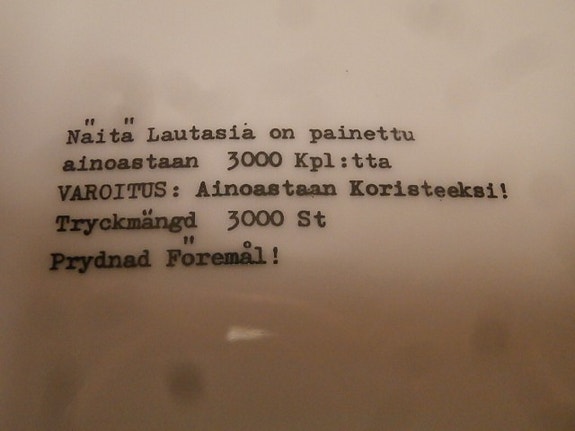 Näitä Lautasia on painettu
ainoastaan 3000 Kpl:tta
VAROITUS: Ainoastaan Koristeeksi!
Tryckmängd 3000 St
Prydnad Föremål!